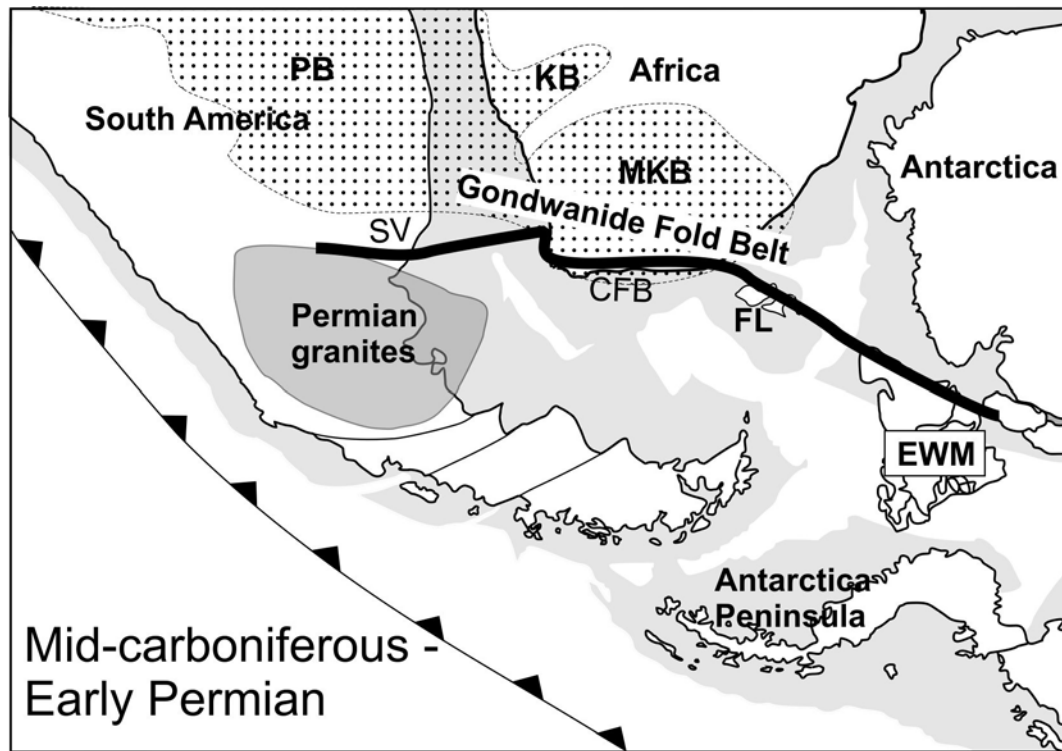 PB
KB
Africa
South America
MKB
Antarctica
Gondwanide Fold Belt
SV
CFB
FL
Permian
granites
EWM
Antarctica
Peninsula
Mid-carboniferous -
Early Permian